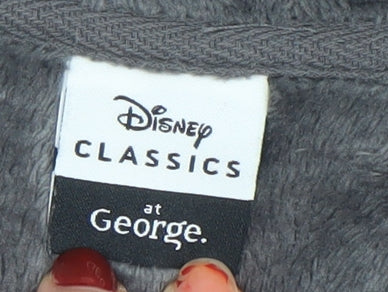 Disney
CLASSICS
at
George.